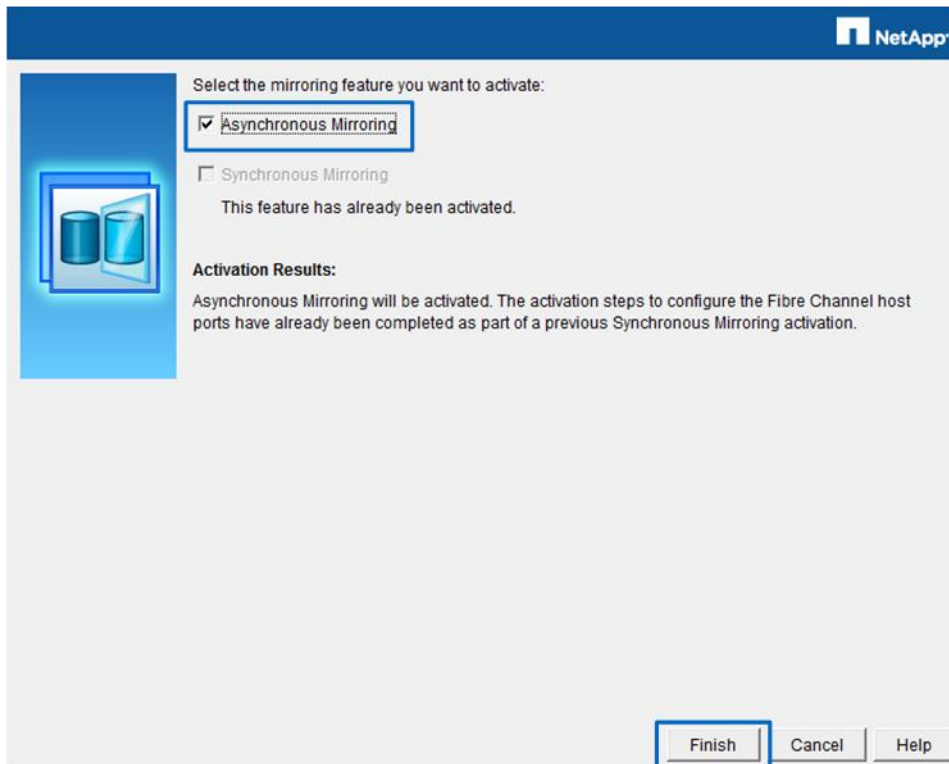 NetApp
Select the mirroring feature you want to activate:
Asynchronous Mirroring
Synchronous Mirroring
This feature has already been activated.
Activation Results:
Asynchronous Mirroring will be activated. The activation steps to configure the Fibre Channel host
ports have already been completed as part of a previous Synchronous Mirroring activation.
Finish
Cancel
Help